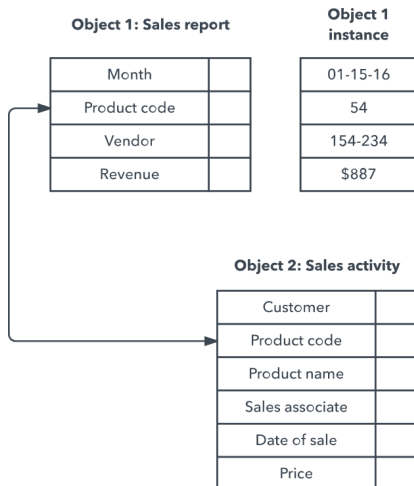 Object 1: Sales report
Object 1
instance
Month
01-15-16
Product code
54
Vendor
154-234
Revenue
$887
Object 2: Sales activity
Customer
Product code
Product name
Sales associate
Date of sale
Price